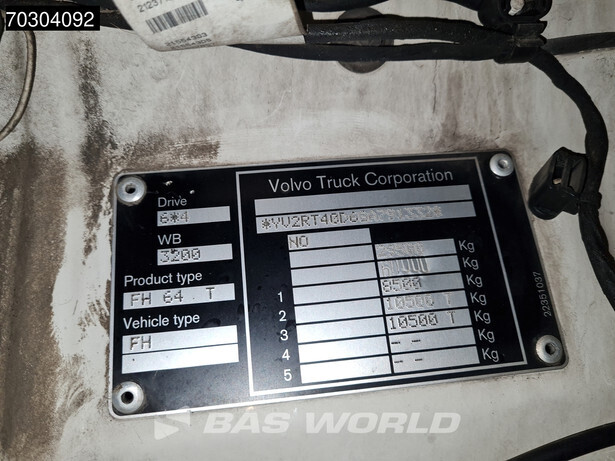 70304092
Volvo Truck Corporation
Drive
6*4
WB
3200
Product type
FH 64 T
Vehicle type
FH
NO
Kg
Kg
1 8500 Kg
2 10500 T Kg
3 10500 T Kg
4 -- Kg
5 -- Kg
22351037
BAS WORLD